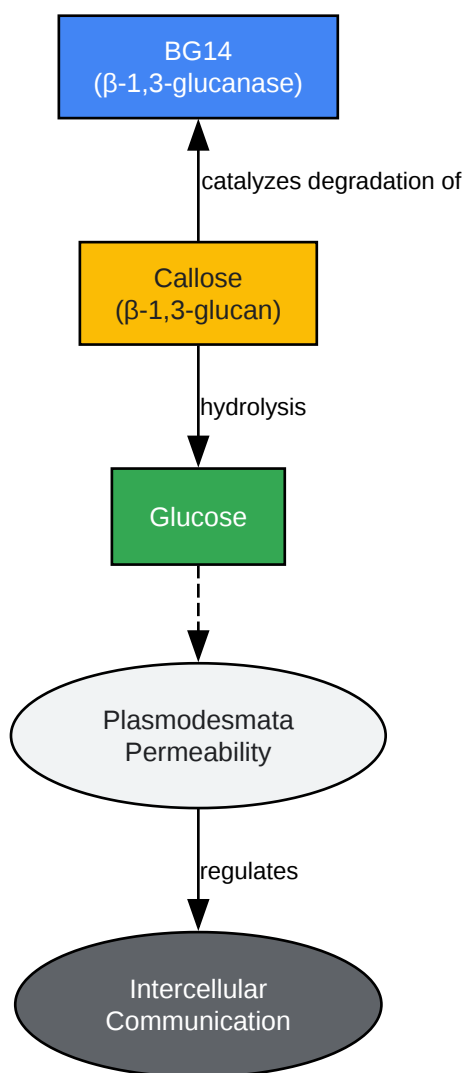 BG14
(β-1,3-glucanase)
catalyzes degradation of
Callose
(β-1,3-glucan)
hydrolysis
Glucose
Plasmodesmata
Permeability
regulates
Intercellular
Communication